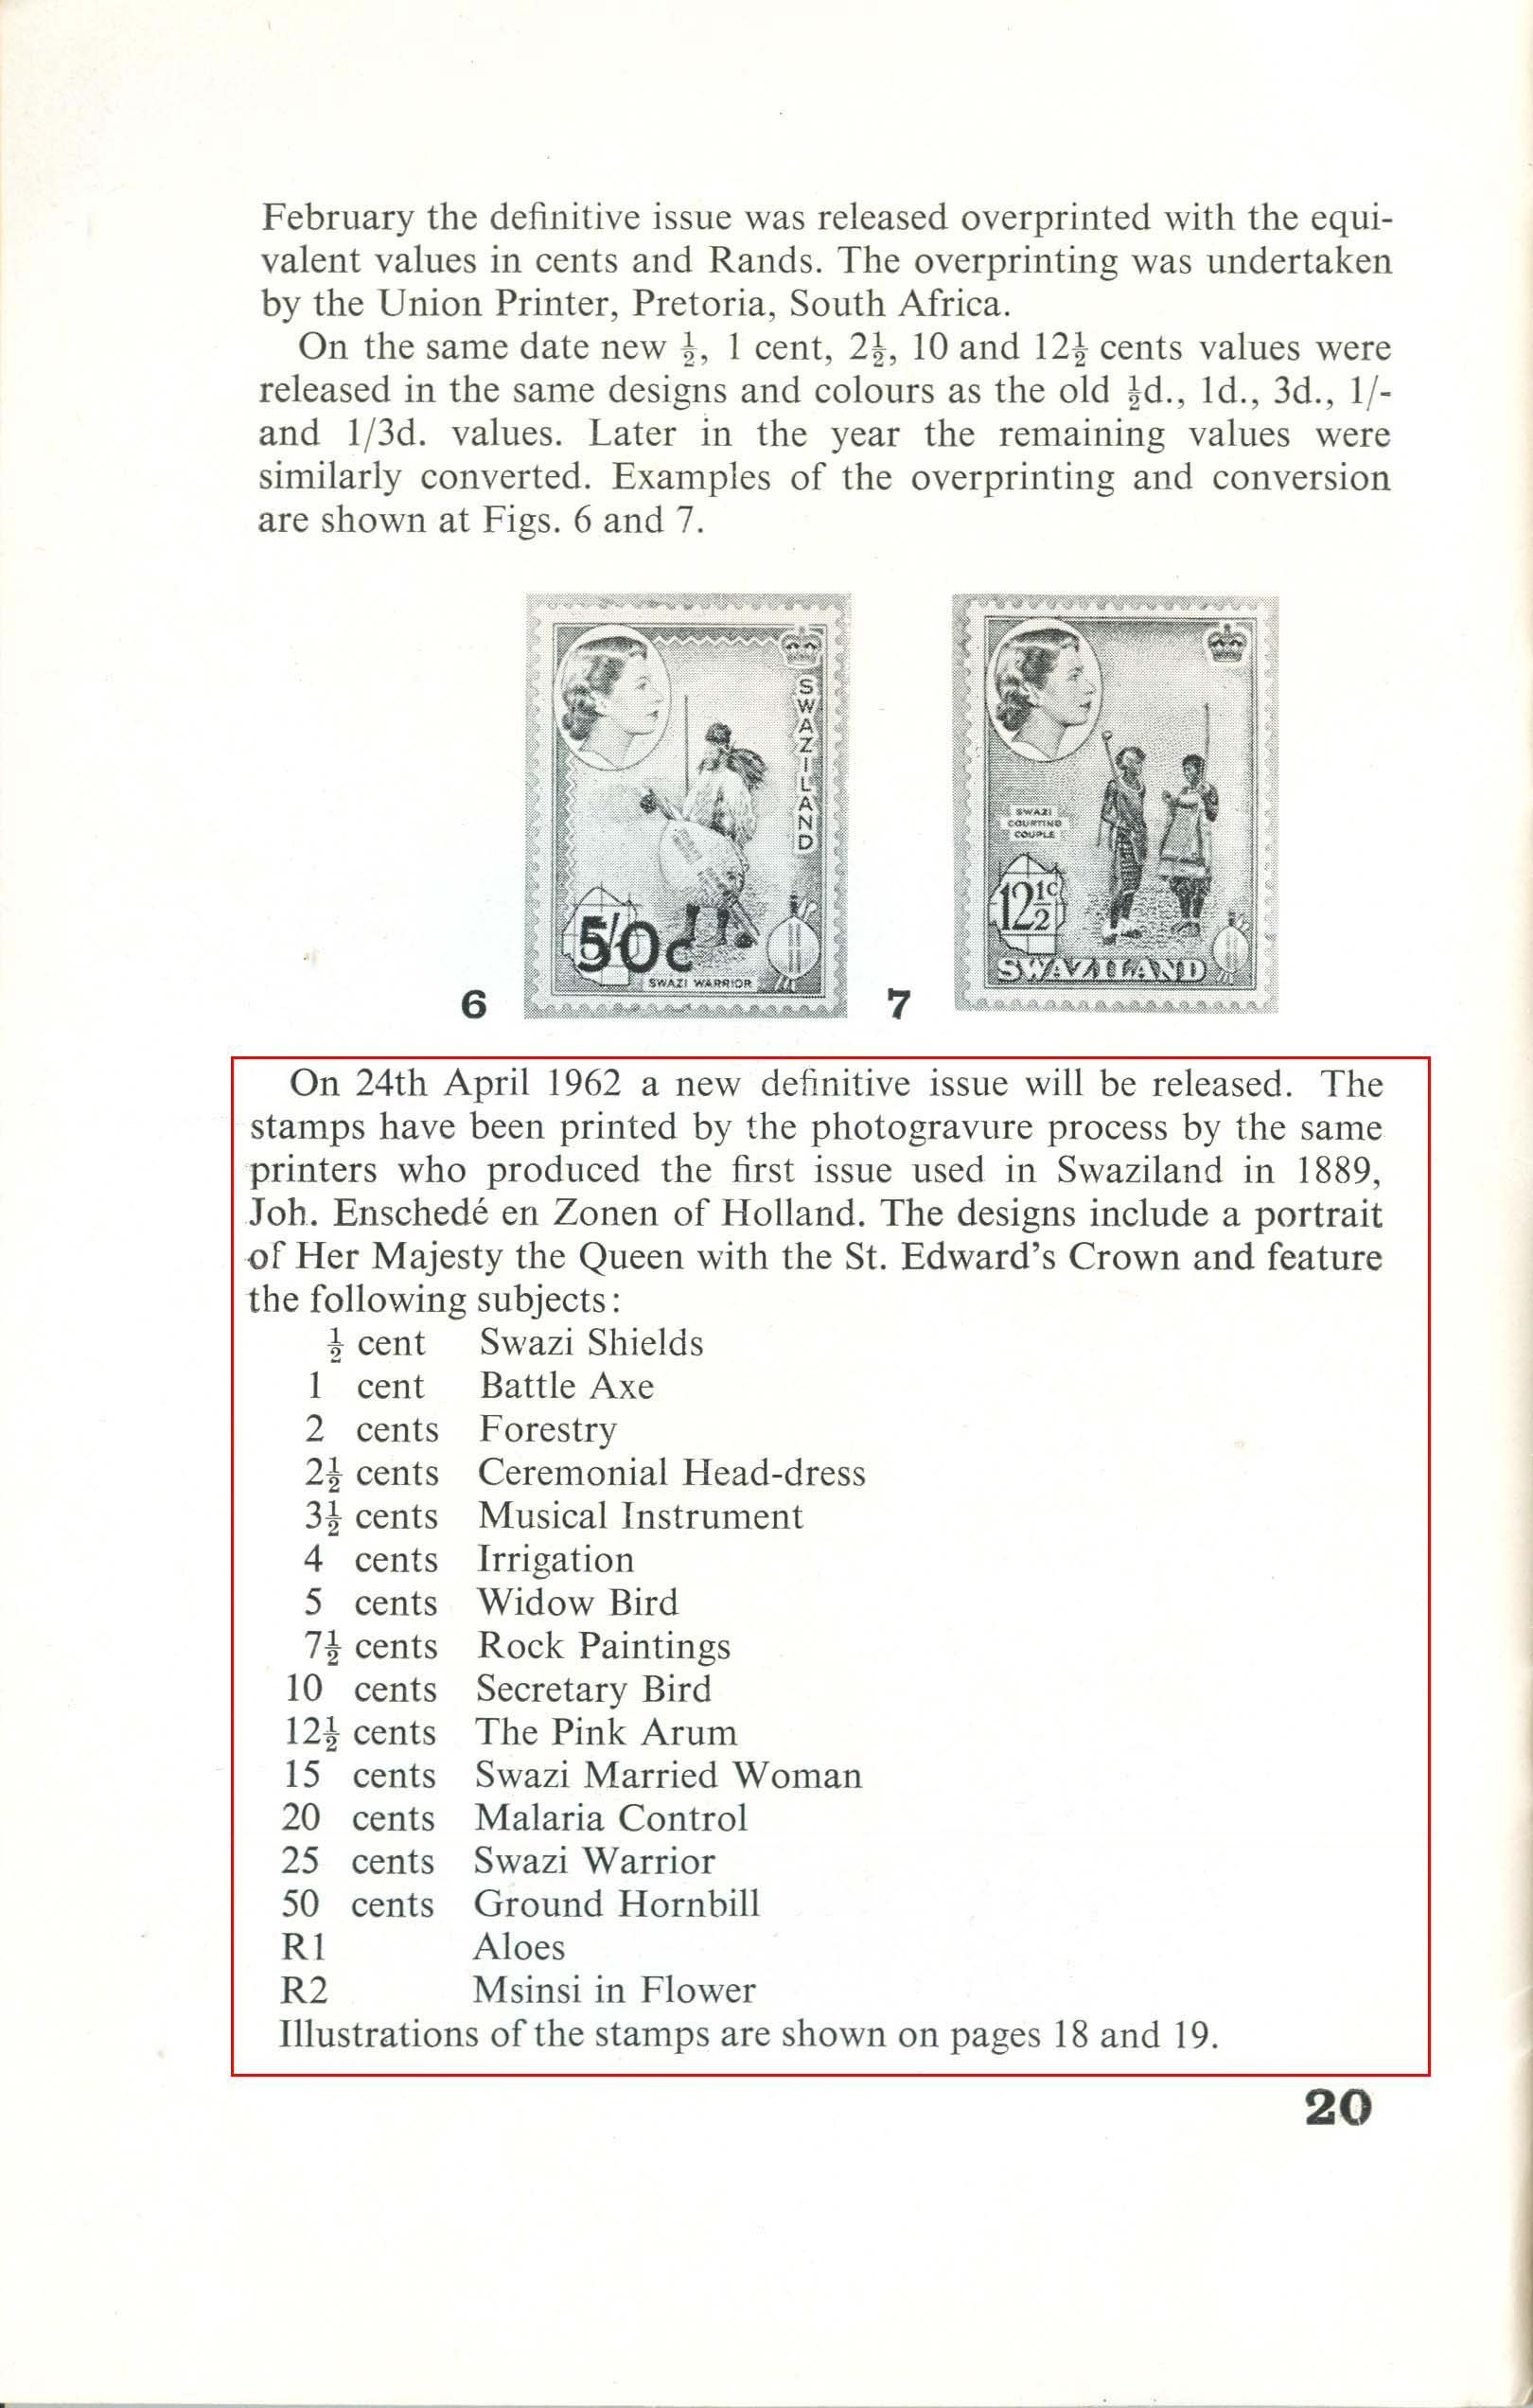 February the definitive issue was released overprinted with the equi-
valent values in cents and Rands. The overprinting was undertaken
by the Union Printer, Pretoria, South Africa.
On the same date new ½, 1 cent, 2½, 10 and 12½ cents values were
released in the same designs and colours as the old ½d., 1d., 3d., 1/-
and 1/3d. values. Later in the year the remaining values were
similarly converted. Examples of the overprinting and conversion
are shown at Figs. 6 and 7.
SWAZILAND
50c
SWAZI WARRIOR
6
SWAZI
COURTING
COUPLE
12½c
SWAZILAND
7
On 24th April 1962 a new definitive issue will be released. The
stamps have been printed by the photogravure process by the same
printers who produced the first issue used in Swaziland in 1889,
Joh. Enschedé en Zonen of Holland. The designs include a portrait
of Her Majesty the Queen with the St. Edward's Crown and feature
the following subjects:
½ cent Swazi Shields
1 cent Battle Axe
2 cents Forestry
2½ cents Ceremonial Head-dress
3½ cents Musical Instrument
4 cents Irrigation
5 cents Widow Bird
7½ cents Rock Paintings
10 cents Secretary Bird
12½ cents The Pink Arum
15 cents Swazi Married Woman
20 cents Malaria Control
25 cents Swazi Warrior
50 cents Ground Hornbill
R1 Aloes
R2 Msinsi in Flower
Illustrations of the stamps are shown on pages 18 and 19.
20